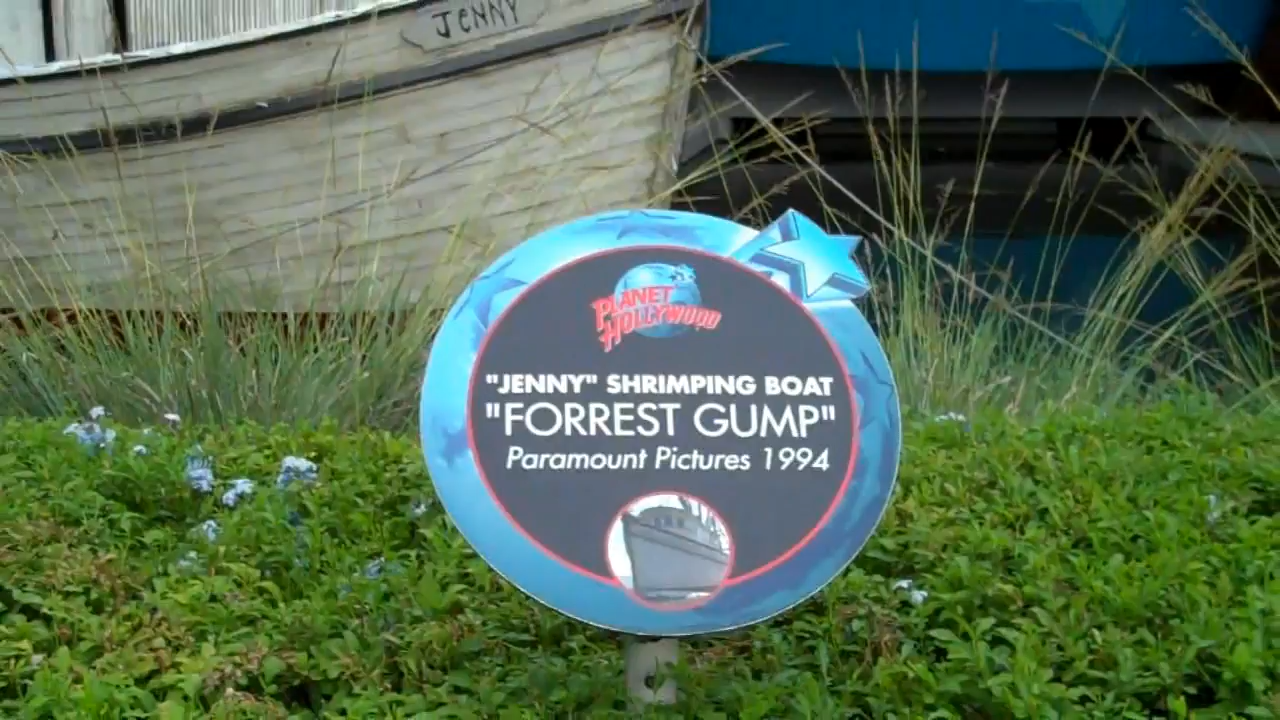 JENNY
PLANET
HOLLYWOOD
"JENNY" SHRIMPING BOAT
"FORREST GUMP"
Paramount Pictures 1994